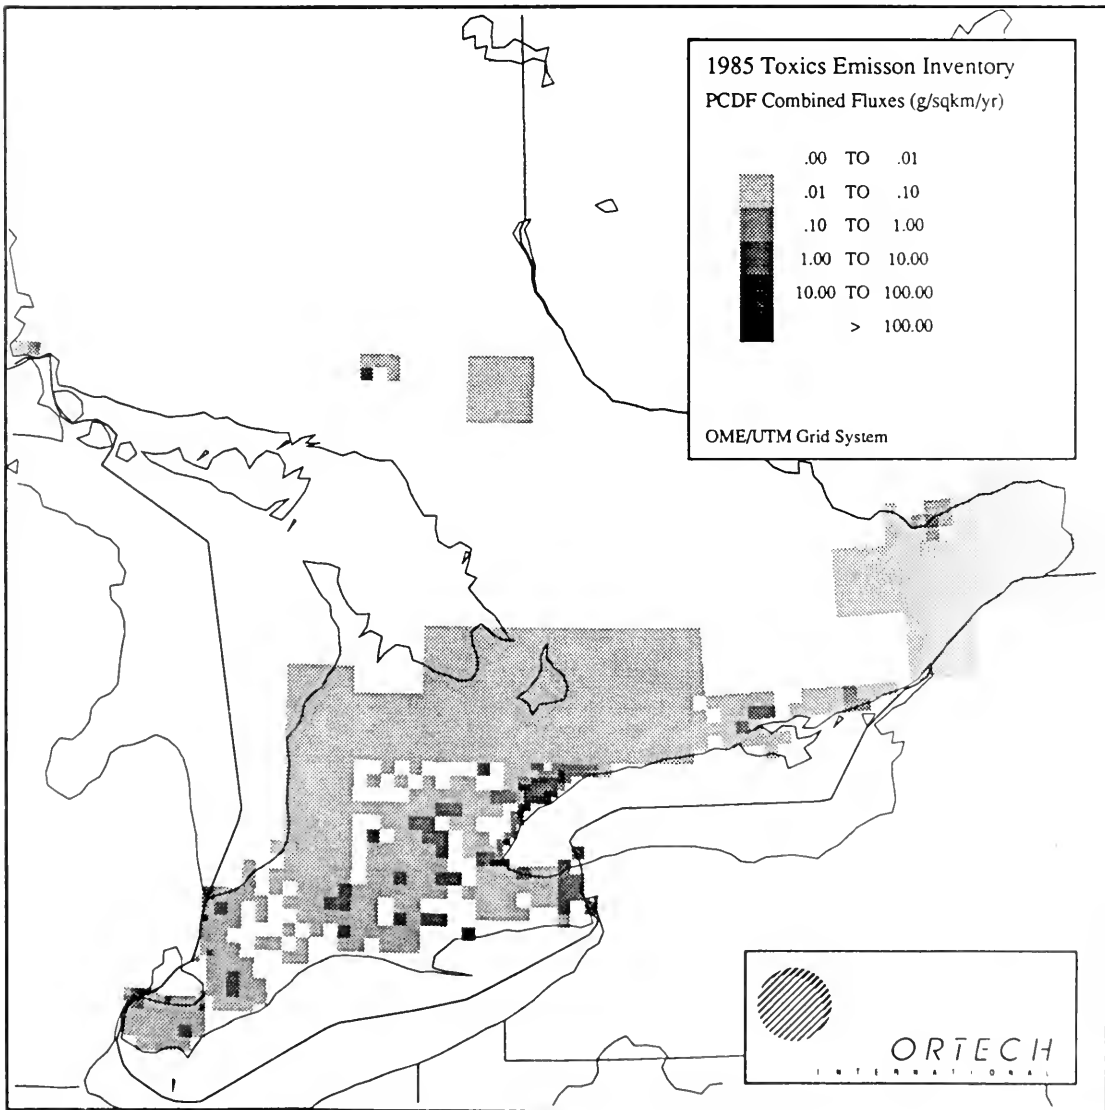 1985 Toxics Emisson Inventory
PCDF Combined Fluxes (g/sqkm/yr)
.00 TO .01
.01 TO .10
.10 TO 1.00
1.00 TO 10.00
10.00 TO 100.00
> 100.00
OME/UTM Grid System
ORTECH
INTERNATIONAL